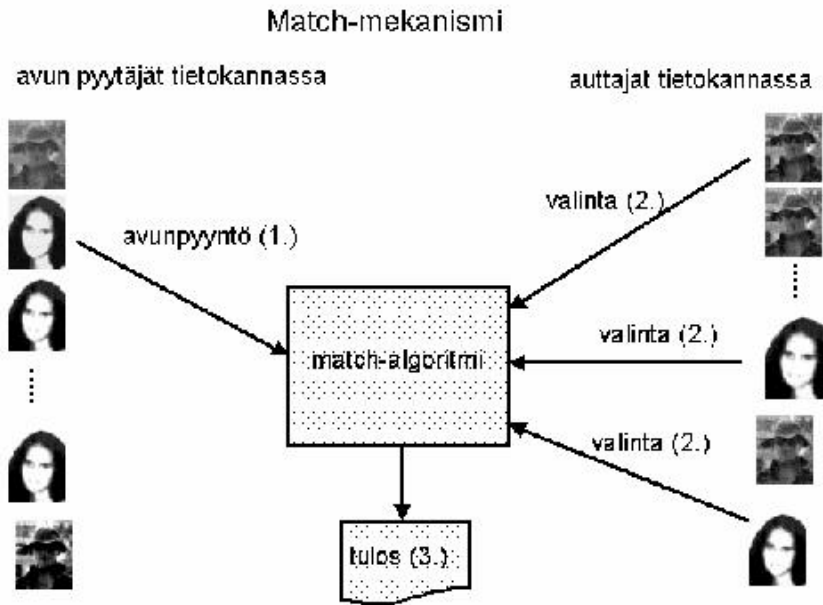 Match-mekanismi
avun pyytäjät tietokannassa
auttajat tietokannassa
valinta (2.)
avunpyyntö (1.)
valinta (2.)
match-algoritmi
valinta (2.)
tulos (3.)